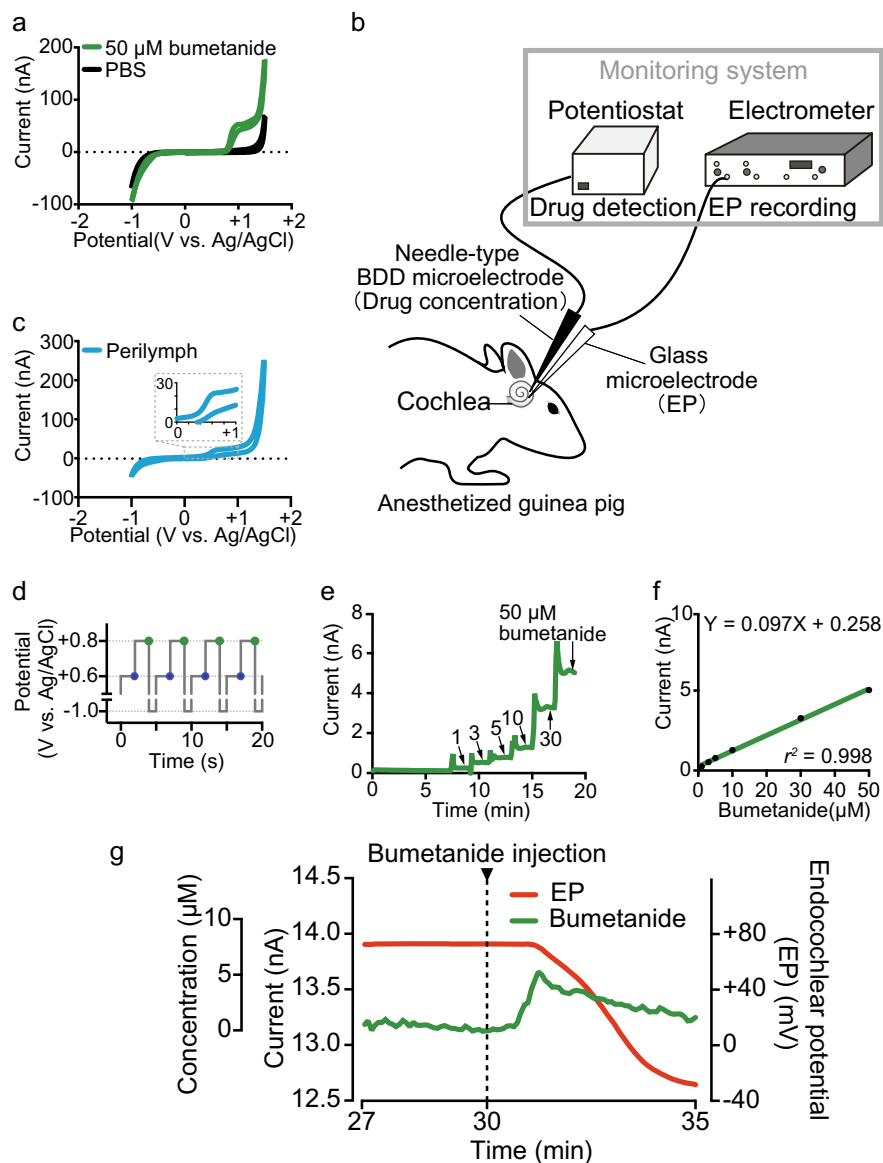 a
50 µM bumetanide
PBS
Current (nA)
200
100
0
-100
-2
-1
0
+1
+2
Potential(V vs. Ag/AgCl)
b
Monitoring system
Potentiostat
Electrometer
Drug detection
EP recording
Needle-type
BDD microelectrode
(Drug concentration)
Glass
microelectrode
(EP)
Cochlea
Anesthetized guinea pig
c
Perilymph
Current (nA)
300
200
100
0
-100
30
0
0
+1
-2
-1
0
+1
+2
Potential (V vs. Ag/AgCl)
d
Potential
(V vs. Ag/AgCl)
+0.8
+0.6
-1.0
0
10
20
Time (s)
e
Current (nA)
8
6
4
2
0
50 µM
bumetanide
1
3
5
10
30
0
5
10
15
20
Time (min)
f
Current (nA)
10
5
0
Y = 0.097X + 0.258
r² = 0.998
0
10
20
30
40
50
Bumetanide(µM)
g
Bumetanide injection
EP
Bumetanide
Concentration (µM)
10
5
0
Current (nA)
14.5
14.0
13.5
13.0
12.5
+80
+40
0
-40
Endocochlear potential
(EP) (mV)
27
30
35
Time (min)